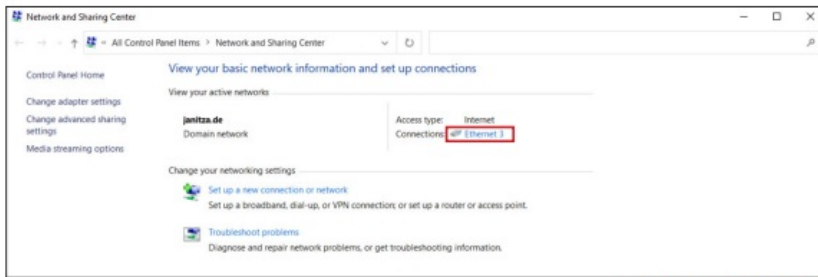 Network and Sharing Center
« All Control Panel Items > Network and Sharing Center
Control Panel Home
Change adapter settings
Change advanced sharing
settings
Media streaming options
View your basic network information and set up connections
View your active networks
janitza.de
Domain network
Access type: Internet
Connections: Ethernet 3
Change your networking settings
Set up a new connection or network
Set up a broadband, dial-up, or VPN connection; or set up a router or access point.
Troubleshoot problems
Diagnose and repair network problems, or get troubleshooting information.